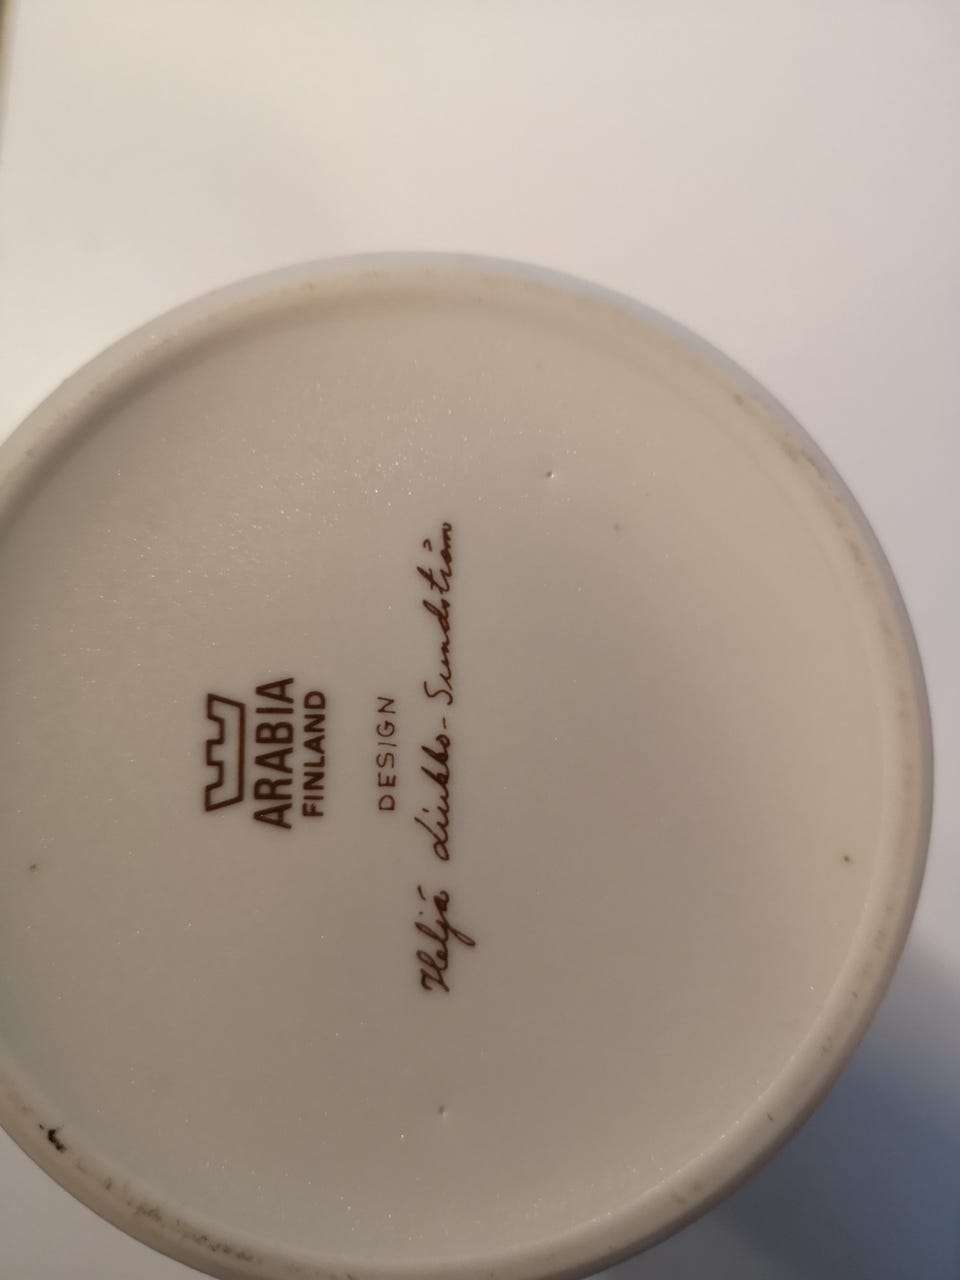 ARABIA
FINLAND
DESIGN
Heljä Liukko-Sundström